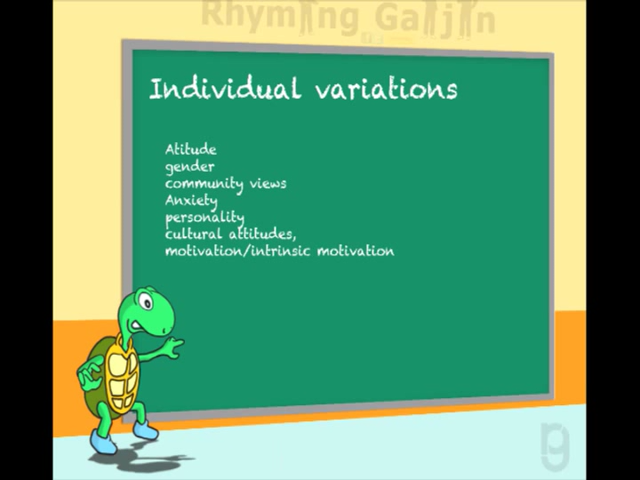 Rhyming Gaijin
Individual variations
Atitude
gender
community views
Anxiety
personality
cultural attitudes,
motivation/intrinsic motivation